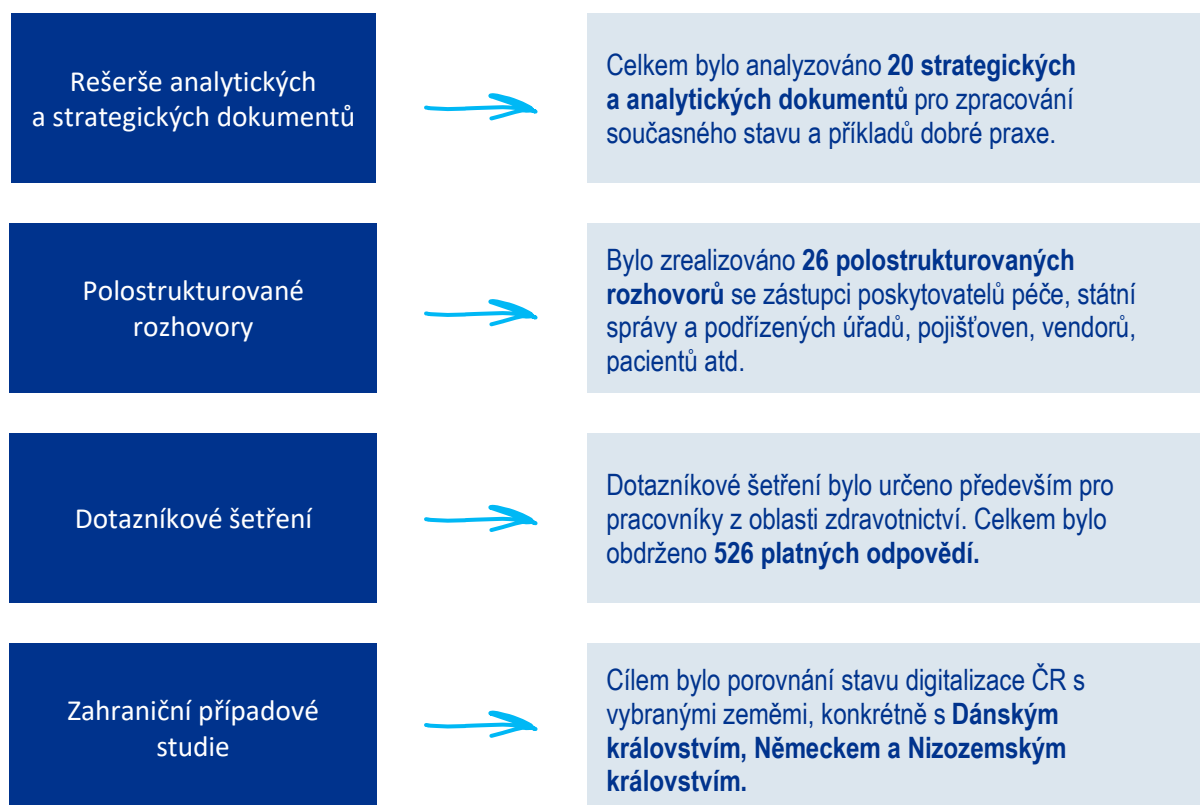 Rešerše analytických
a strategických dokumentů
Celkem bylo analyzováno 20 strategických
a analytických dokumentů pro zpracování
současného stavu a příkladů dobré praxe.
Polostrukturované
rozhovory
Bylo zrealizováno 26 polostrukturovaných
rozhovorů se zástupci poskytovatelů péče, státní
správy a podřízených úřadů, pojišťoven, vendorů,
pacientů atd.
Dotazníkové šetření
Dotazníkové šetření bylo určeno především pro
pracovníky z oblasti zdravotnictví. Celkem bylo
obdrženo 526 platných odpovědí.
Zahraniční případové
studie
Cílem bylo porovnání stavu digitalizace ČR s
vybranými zeměmi, konkrétně s Dánským
královstvím, Německem a Nizozemským
královstvím.